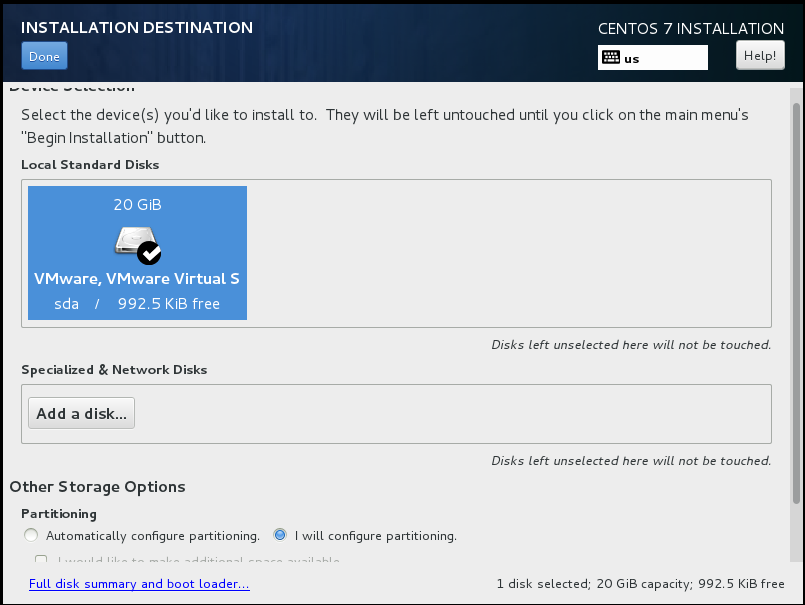 INSTALLATION DESTINATION
CENTOS 7 INSTALLATION
Done
us
Help!
Device Selection
Select the device(s) you'd like to install to.  They will be left untouched until you click on the main menu's
"Begin Installation" button.
Local Standard Disks
20 GiB
VMware, VMware Virtual S
sda / 992.5 KiB free
Disks left unselected here will not be touched.
Specialized & Network Disks
Add a disk...
Disks left unselected here will not be touched.
Other Storage Options
Partitioning
Automatically configure partitioning.
I will configure partitioning.
I would like to make additional space available.
Full disk summary and boot loader...
1 disk selected; 20 GiB capacity; 992.5 KiB free